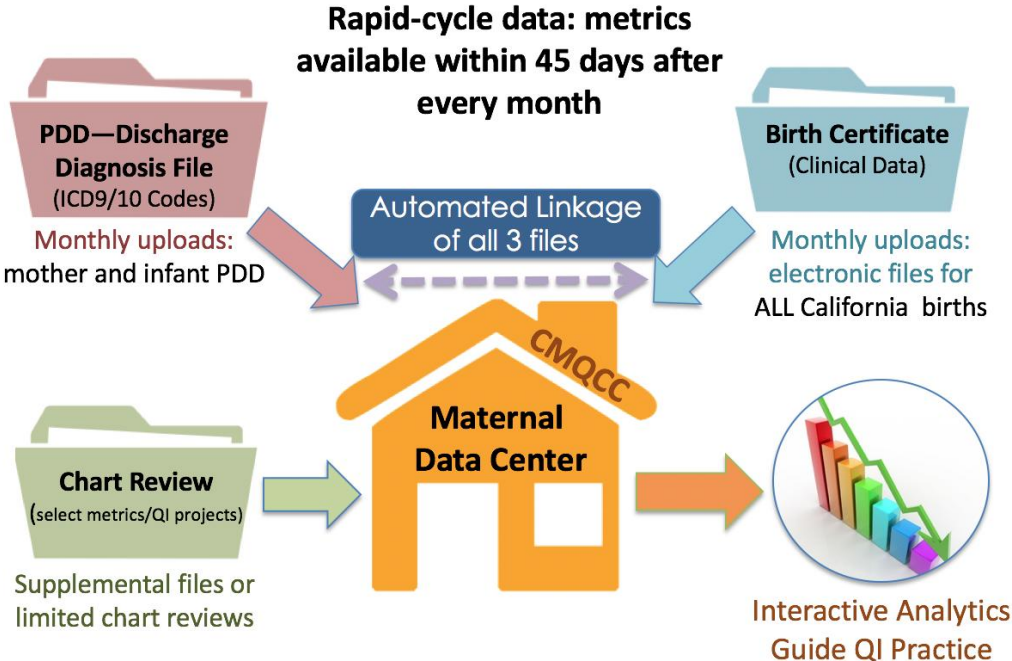 Rapid-cycle data: metrics
available within 45 days after
every month
PDD—Discharge
Diagnosis File
(ICD9/10 Codes)
Monthly uploads:
mother and infant PDD
Birth Certificate
(Clinical Data)
Monthly uploads:
electronic files for
ALL California births
Automated Linkage
of all 3 files
CMQCC
Maternal
Data Center
Chart Review
(select metrics/QI projects)
Supplemental files or
limited chart reviews
Interactive Analytics
Guide QI Practice